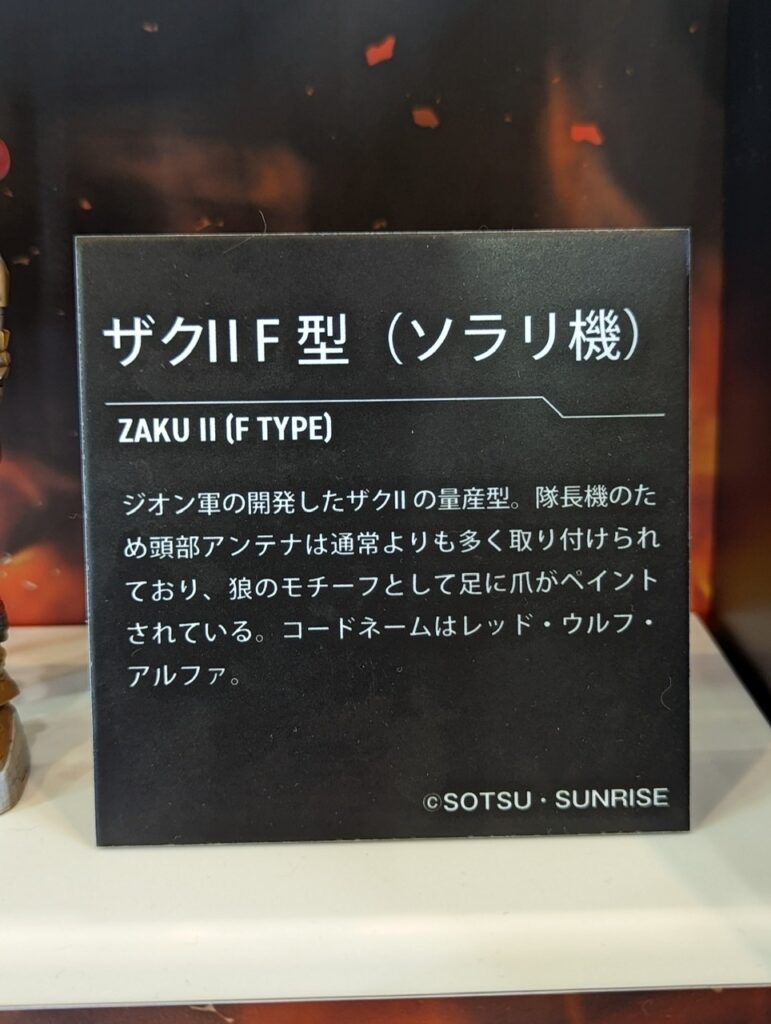 ザクII F 型（ソラリ機）
ZAKU II (F TYPE)
ジオン軍の開発したザクII の量産型。隊長機のた
め頭部アンテナは通常よりも多く取り付けられ
ており、狼のモチーフとして足に爪がペイント
されている。コードネームはレッド・ウルフ・
アルファ。
©SOTSU・SUNRISE